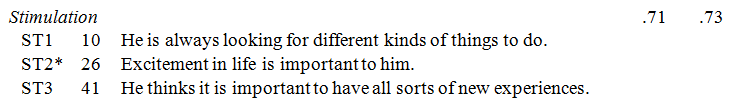 Stimulation .71 .73
ST1 10 He is always looking for different kinds of things to do.
ST2* 26 Excitement in life is important to him.
ST3 41 He thinks it is important to have all sorts of new experiences.